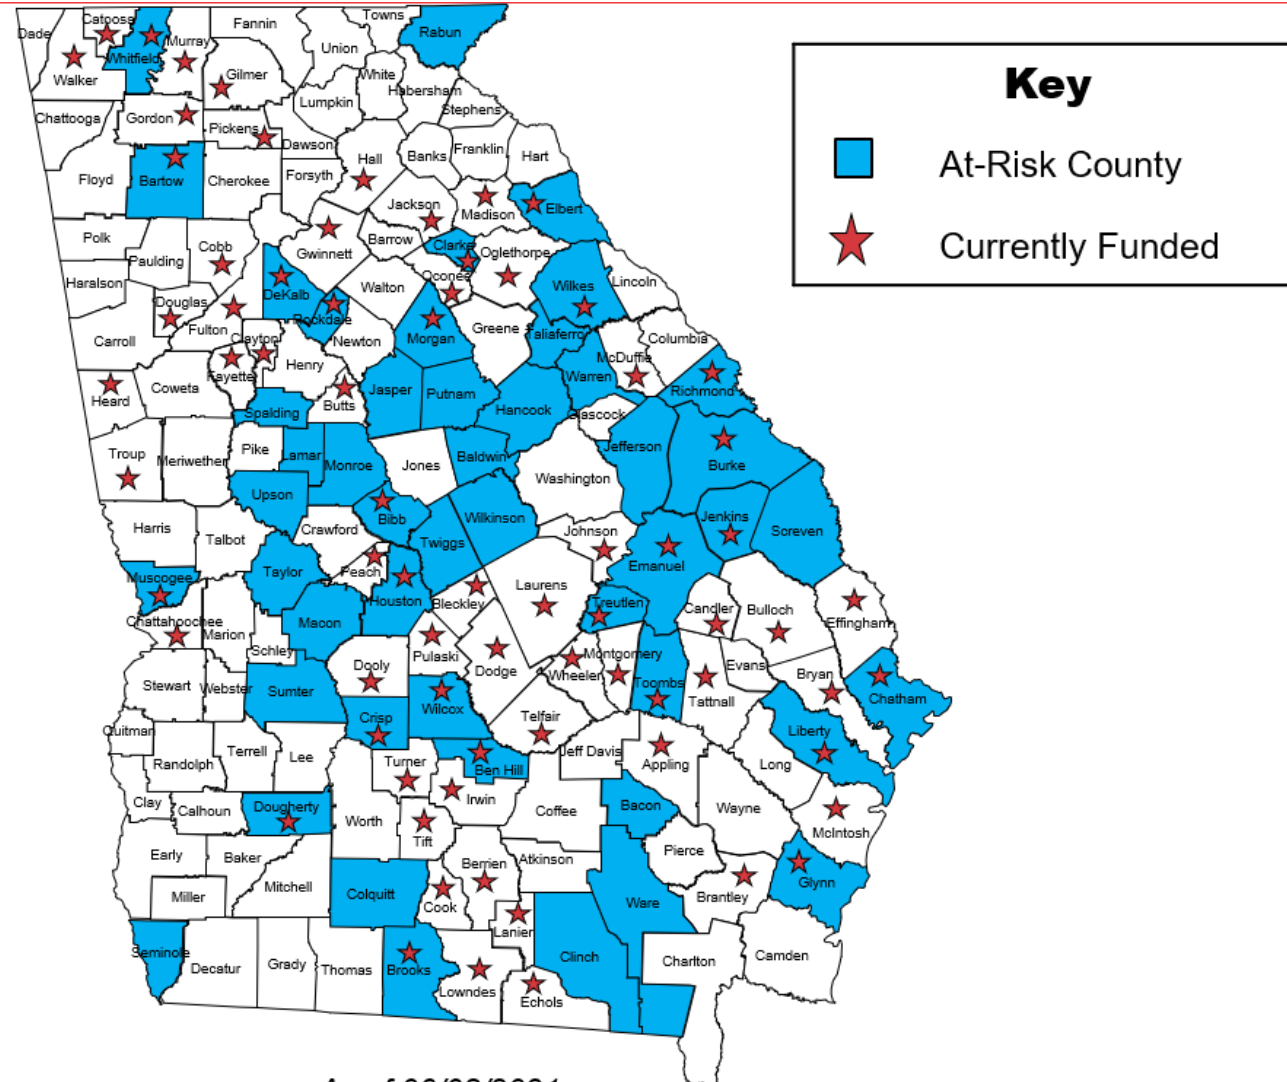 Towns
Catoosa
Fannin
Dade
Rabun
Murray
Union
Whitfield
White
Walker
Gilmer
Habersham
Lumpkin
Stephens
Chattooga
Gordon
Pickens
Dawson
Franklin
Hall
Banks
Hart
Floyd
Bartow
Cherokee
Forsyth
Jackson
Madison
Elbert
Polk
Barrow
Clarke
Cobb
Gwinnett
Oglethorpe
Paulding
Oconee
Haralson
Walton
Wilkes
Lincoln
DeKalb
Douglas
Rockdale
Fulton
Greene
Taliaferro
Clayton
Newton
Morgan
Columbia
Carroll
McDuffie
Henry
Fayette
Warren
Coweta
Jasper
Putnam
Richmond
Heard
Butts
Hancock
Spalding
Glascock
Pike
Jefferson
Troup
Meriwether
Lamar
Monroe
Jones
Baldwin
Burke
Washington
Upson
Bibb
Wilkinson
Jenkins
Harris
Crawford
Johnson
Screven
Talbot
Twiggs
Emanuel
Peach
Taylor
Muscogee
Laurens
Houston
Bleckley
Treutlen
Candler
Bulloch
Chattahoochee
Macon
Effingham
Marion
Schley
Montgomery
Pulaski
Dooly
Dodge
Evans
Wheeler
Bryan
Stewart
Webster
Sumter
Toombs
Chatham
Tattnall
Wilcox
Crisp
Telfair
Quitman
Liberty
Terrell
Jeff Davis
Lee
Turner
Randolph
Ben Hill
Appling
Long
Clay
Irwin
Calhoun
Dougherty
Bacon
Coffee
Wayne
Worth
McIntosh
Tift
Early
Baker
Pierce
Berrien
Atkinson
Mitchell
Glynn
Miller
Colquitt
Brantley
Cook
Ware
Lanier
Seminole
Camden
Clinch
Charlton
Decatur
Grady
Thomas
Brooks
Lowndes
Echols
Key
At-Risk County
Currently Funded